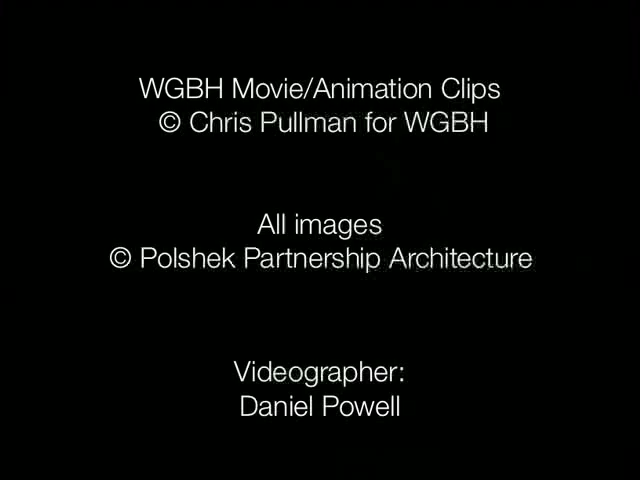 WGBH Movie/Animation Clips
© Chris Pullman for WGBH
All images
© Polshek Partnership Architecture
Videographer:
Daniel Powell